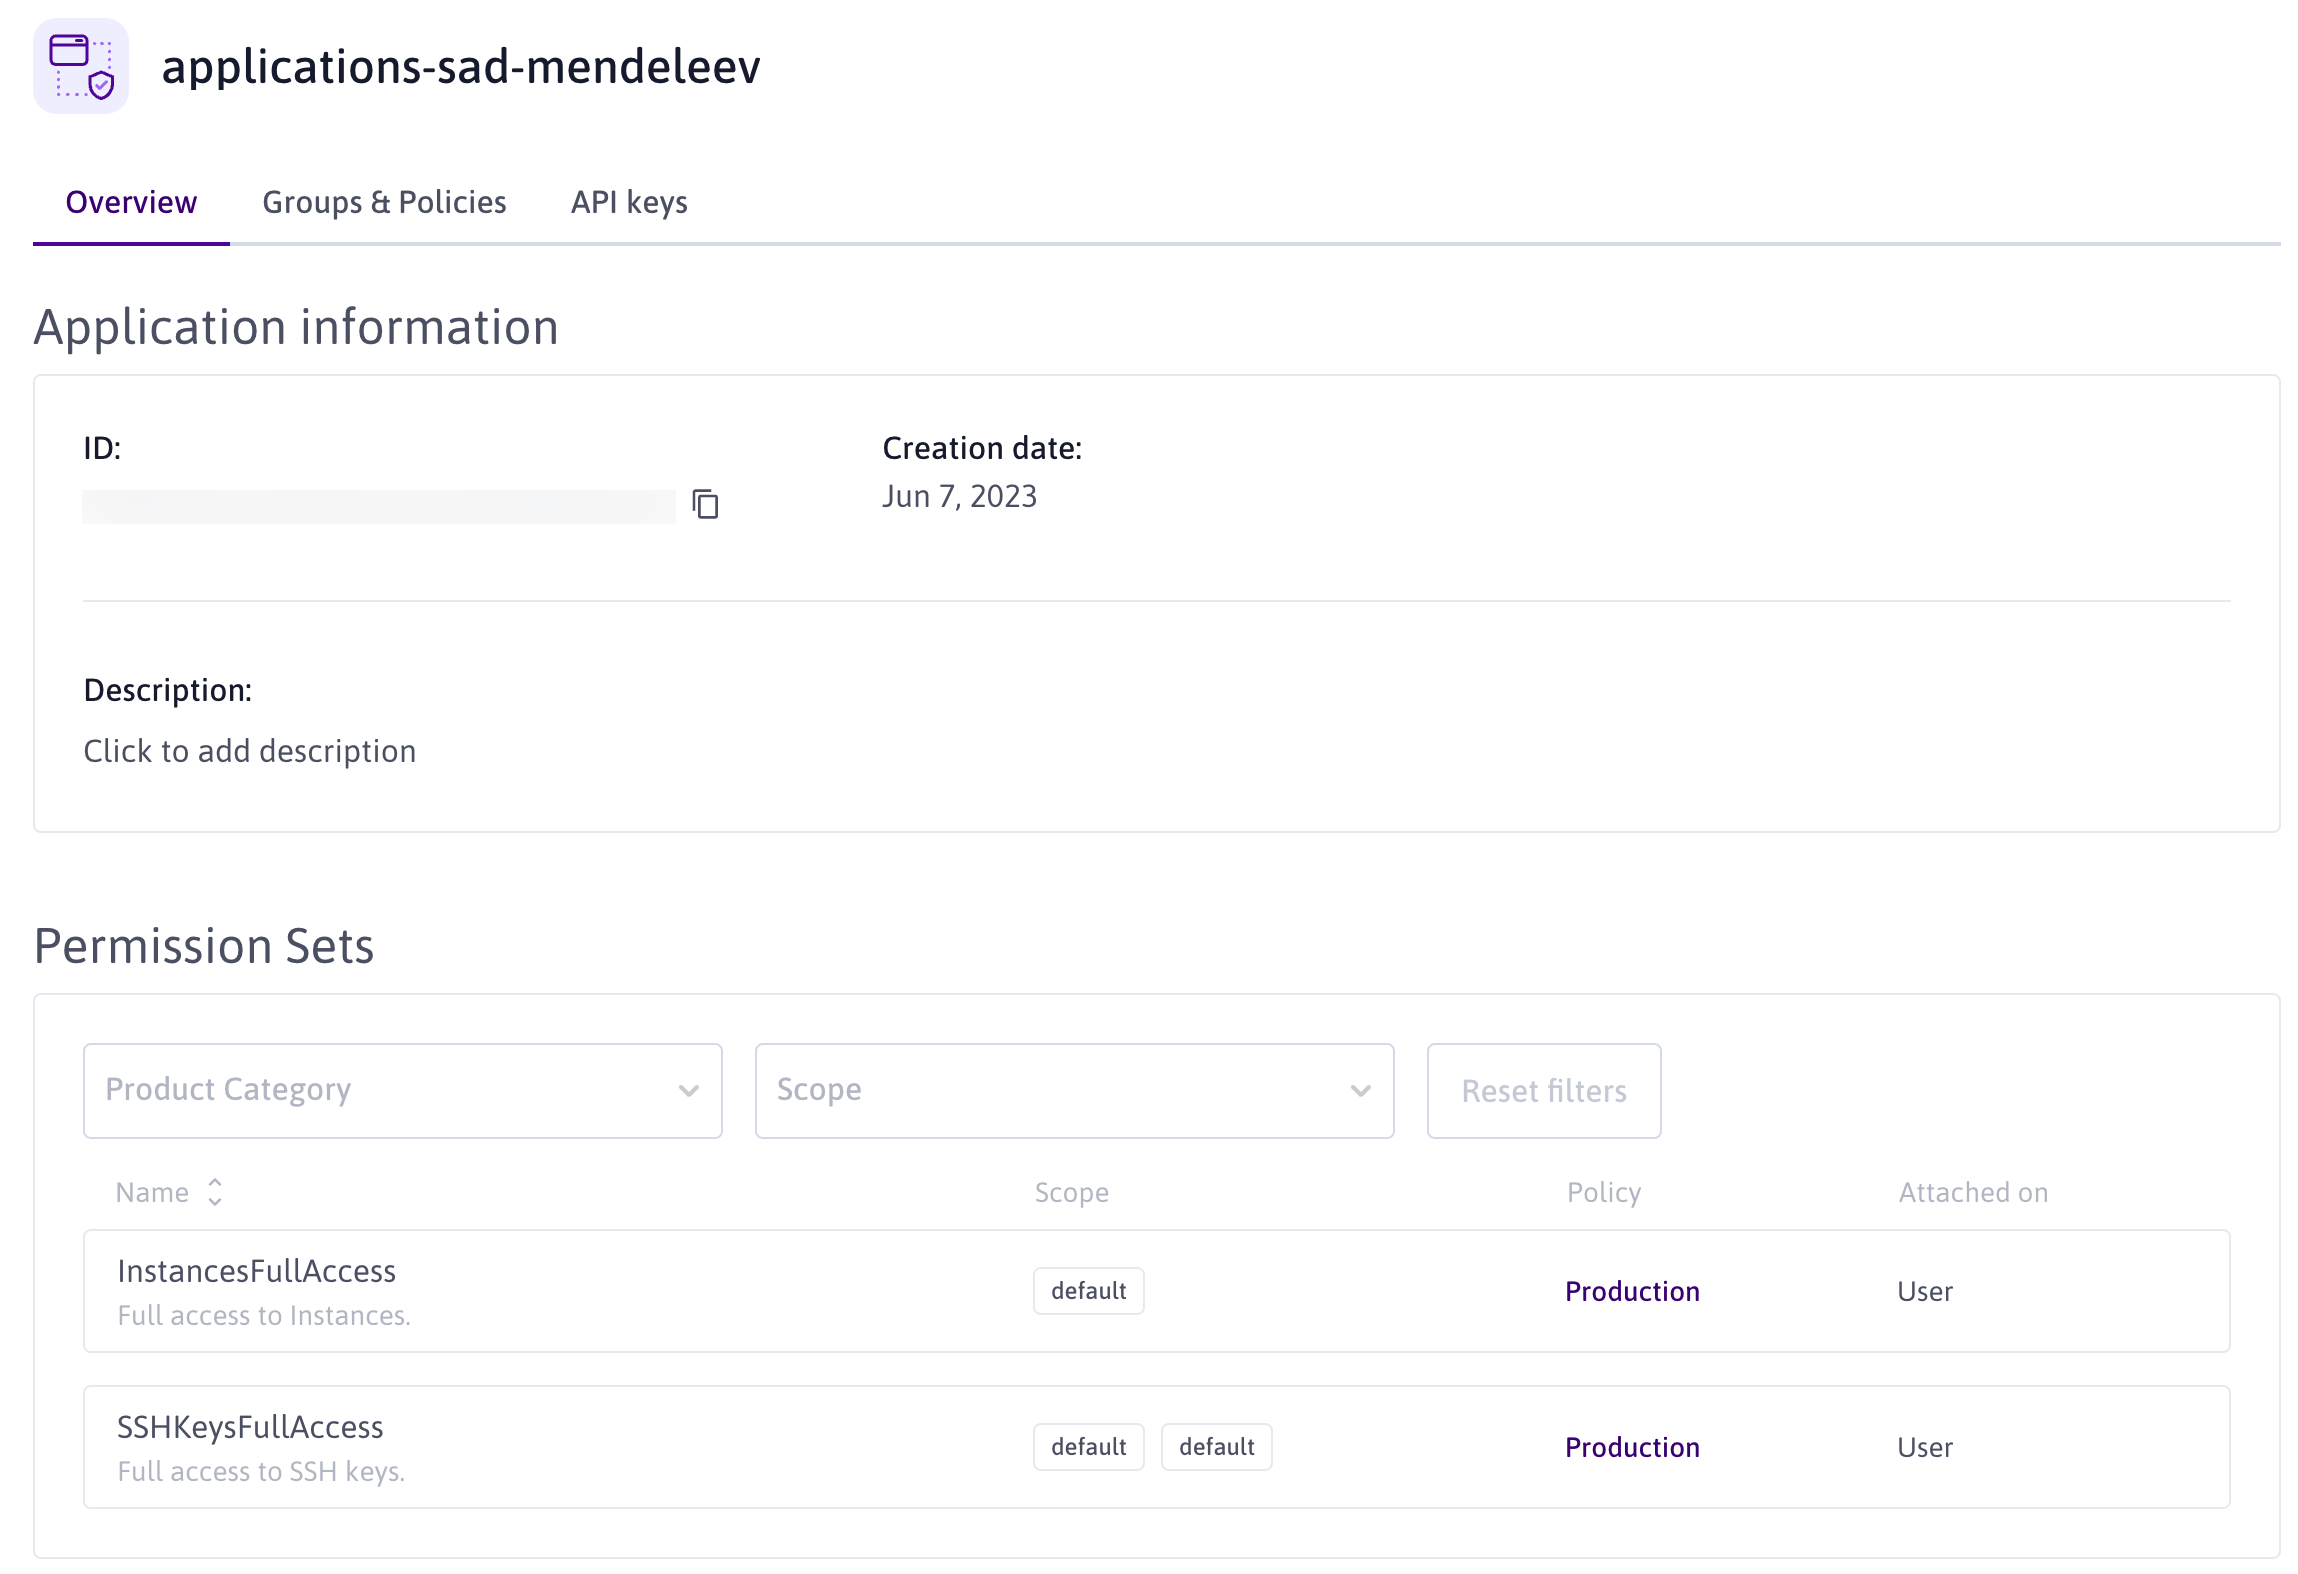 applications-sad-mendeleev
Overview Groups & Policies API keys
Application information
ID: Creation date:
Jun 7, 2023
Description:
Click to add description
Permission Sets
Product Category Scope Reset filters
Name Scope Policy Attached on
InstancesFullAccess
Full access to Instances.
default Production User
SSHKeysFullAccess
Full access to SSH keys.
default default Production User